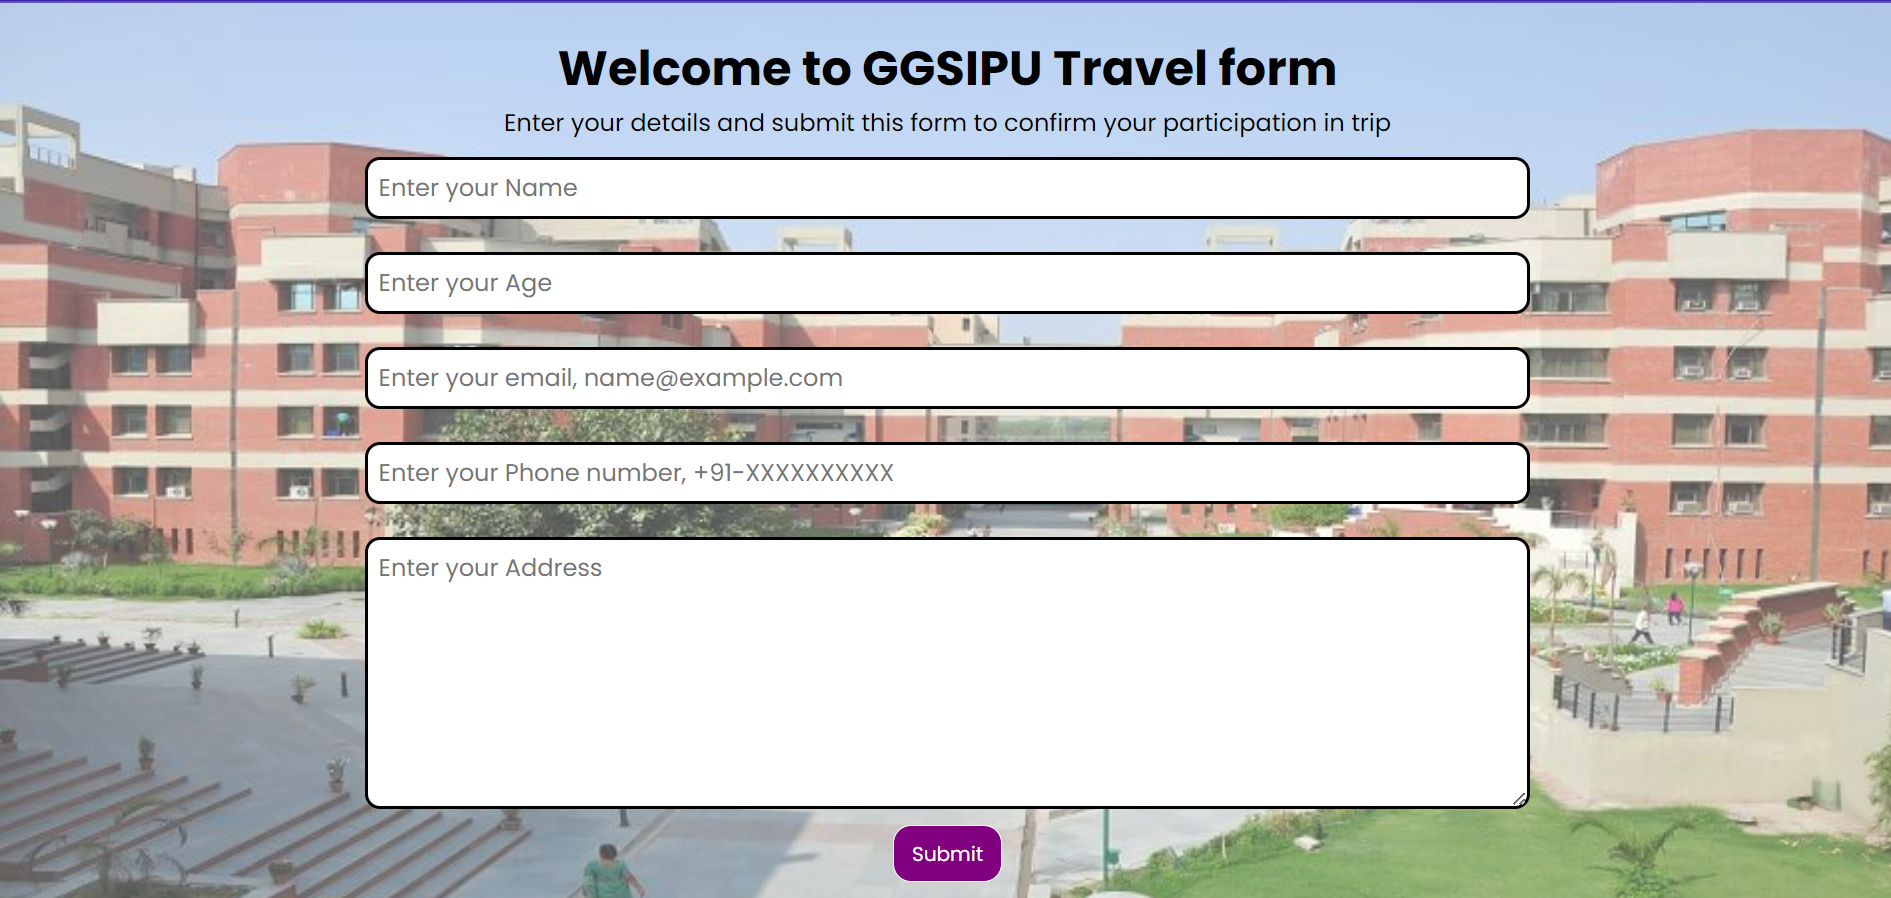 Welcome to GGSIPU Travel form
Enter your details and submit this form to confirm your participation in trip
Enter your Name
Enter your Age
Enter your email, name@example.com
Enter your Phone number, +91-XXXXXXXXXX
Enter your Address
Submit